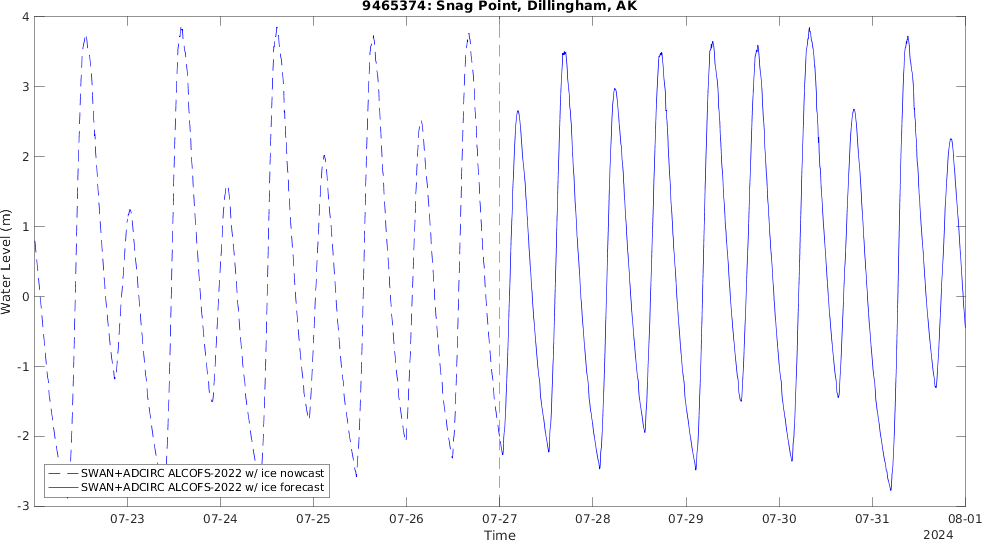 9465374: Snag Point, Dillingham, AK
4
3
2
1
0
-1
-2
-3
Water Level (m)
SWAN+ADCIRC ALCOFS-2022 w/ ice nowcast
SWAN+ADCIRC ALCOFS-2022 w/ ice forecast
07-23 07-24 07-25 07-26 07-27 07-28 07-29 07-30 07-31 08-01
Time
2024